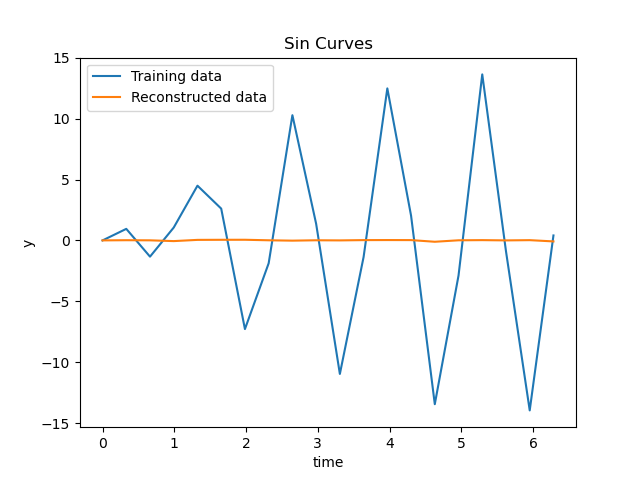 Sin Curves
Training data
Reconstructed data
15
10
5
0
−5
−10
−15
y
0 1 2 3 4 5 6
time